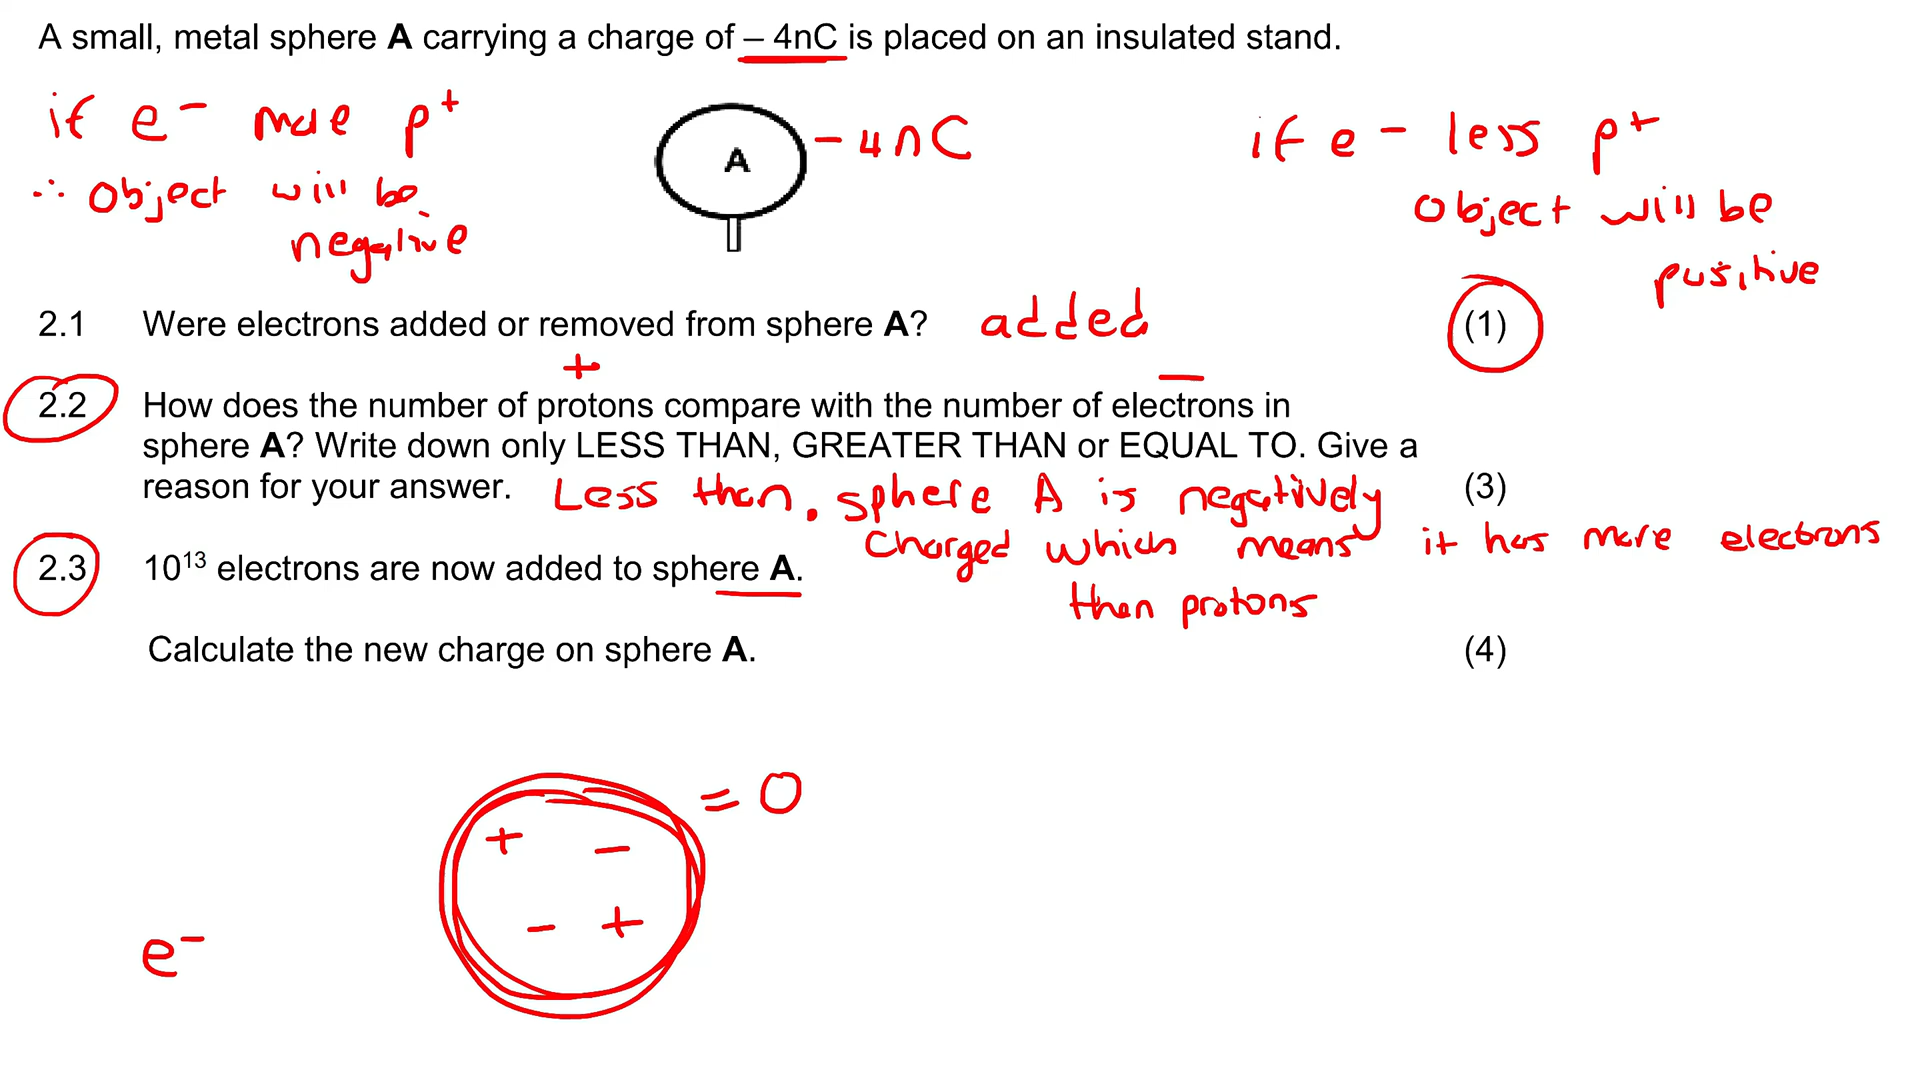 A small, metal sphere A carrying a charge of – 4nC is placed on an insulated stand.
if e⁻ more p⁺
∴ object will be
negative
A
– 4nC
if e⁻ less p⁺
object will be
positive
2.1 Were electrons added or removed from sphere A? added (1)
+ –
2.2 How does the number of protons compare with the number of electrons in
sphere A? Write down only LESS THAN, GREATER THAN or EQUAL TO. Give a
reason for your answer. Less than. sphere A is negatively (3)
charged which means it has more electrons
2.3 10¹³ electrons are now added to sphere A.
then protons
Calculate the new charge on sphere A. (4)
= 0
+ –
– +
e⁻